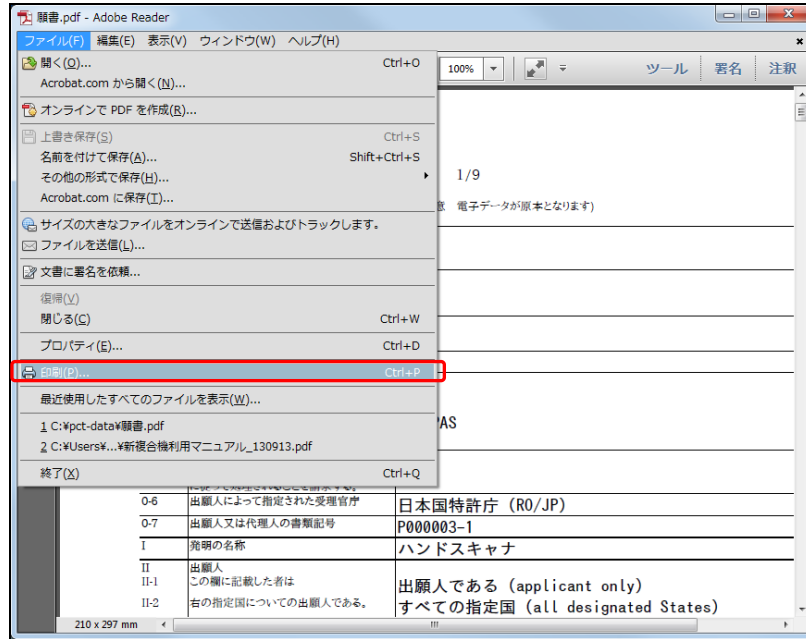 願書.pdf - Adobe Reader
ファイル(F) 編集(E) 表示(V) ウィンドウ(W) ヘルプ(H)
100% ツール 署名 注釈
開く(O)... Ctrl+O
Acrobat.com から開く(N)...
オンラインで PDF を作成(R)...
上書き保存(S) Ctrl+S
名前を付けて保存(A)... Shift+Ctrl+S
その他の形式で保存(H)...
Acrobat.com に保存(T)...
サイズの大きなファイルをオンラインで送信およびトラックします。
ファイルを送信(L)...
文書に署名を依頼...
復帰(V)
閉じる(C) Ctrl+W
プロパティ(E)... Ctrl+D
印刷(P)... Ctrl+P
最近使用したすべてのファイルを表示(W)...
1 C:¥pct-data¥願書.pdf
2 C:¥Users¥...¥新複合機利用マニュアル_130913.pdf
終了(X) Ctrl+Q
1/9
電子データが原本となります)
AS
0-6 出願人によって指定された受理官庁 日本国特許庁 (RO/JP)
0-7 出願人又は代理人の書類記号 P000003-1
I 発明の名称 ハンドスキャナ
II 出願人
II-1 この欄に記載した者は 出願人である (applicant only)
II-2 右の指定国についての出願人である。 すべての指定国 (all designated States)
210 x 297 mm